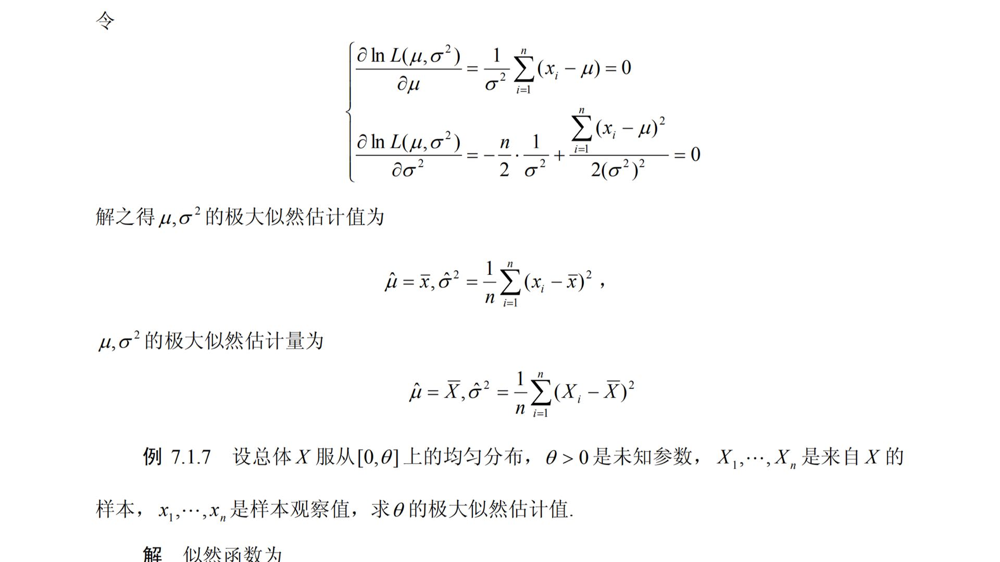 令
\begin{cases} \frac{\partial \ln L(\mu,\sigma^2)}{\partial \mu} = \frac{1}{\sigma^2} \sum_{i=1}^{n} (x_i - \mu) = 0 \\ \frac{\partial \ln L(\mu,\sigma^2)}{\partial \sigma^2} = -\frac{n}{2} \cdot \frac{1}{\sigma^2} + \frac{\sum_{i=1}^{n} (x_i - \mu)^2}{2(\sigma^2)^2} = 0 \end{cases}
解之得 \mu,\sigma^2 的极大似然估计值为
\hat{\mu} = \overline{x}, \hat{\sigma}^2 = \frac{1}{n} \sum_{i=1}^{n} (x_i - \overline{x})^2 ，
\mu,\sigma^2 的极大似然估计量为
\hat{\mu} = \overline{X}, \hat{\sigma}^2 = \frac{1}{n} \sum_{i=1}^{n} (X_i - \overline{X})^2
例 7.1.7 设总体 X 服从[0,θ] 上的均匀分布，θ > 0 是未知参数， X_1,⋯,X_n 是来自 X 的
样本， x_1,⋯,x_n 是样本观察值，求 θ 的极大似然估计值.
解 似然函数为